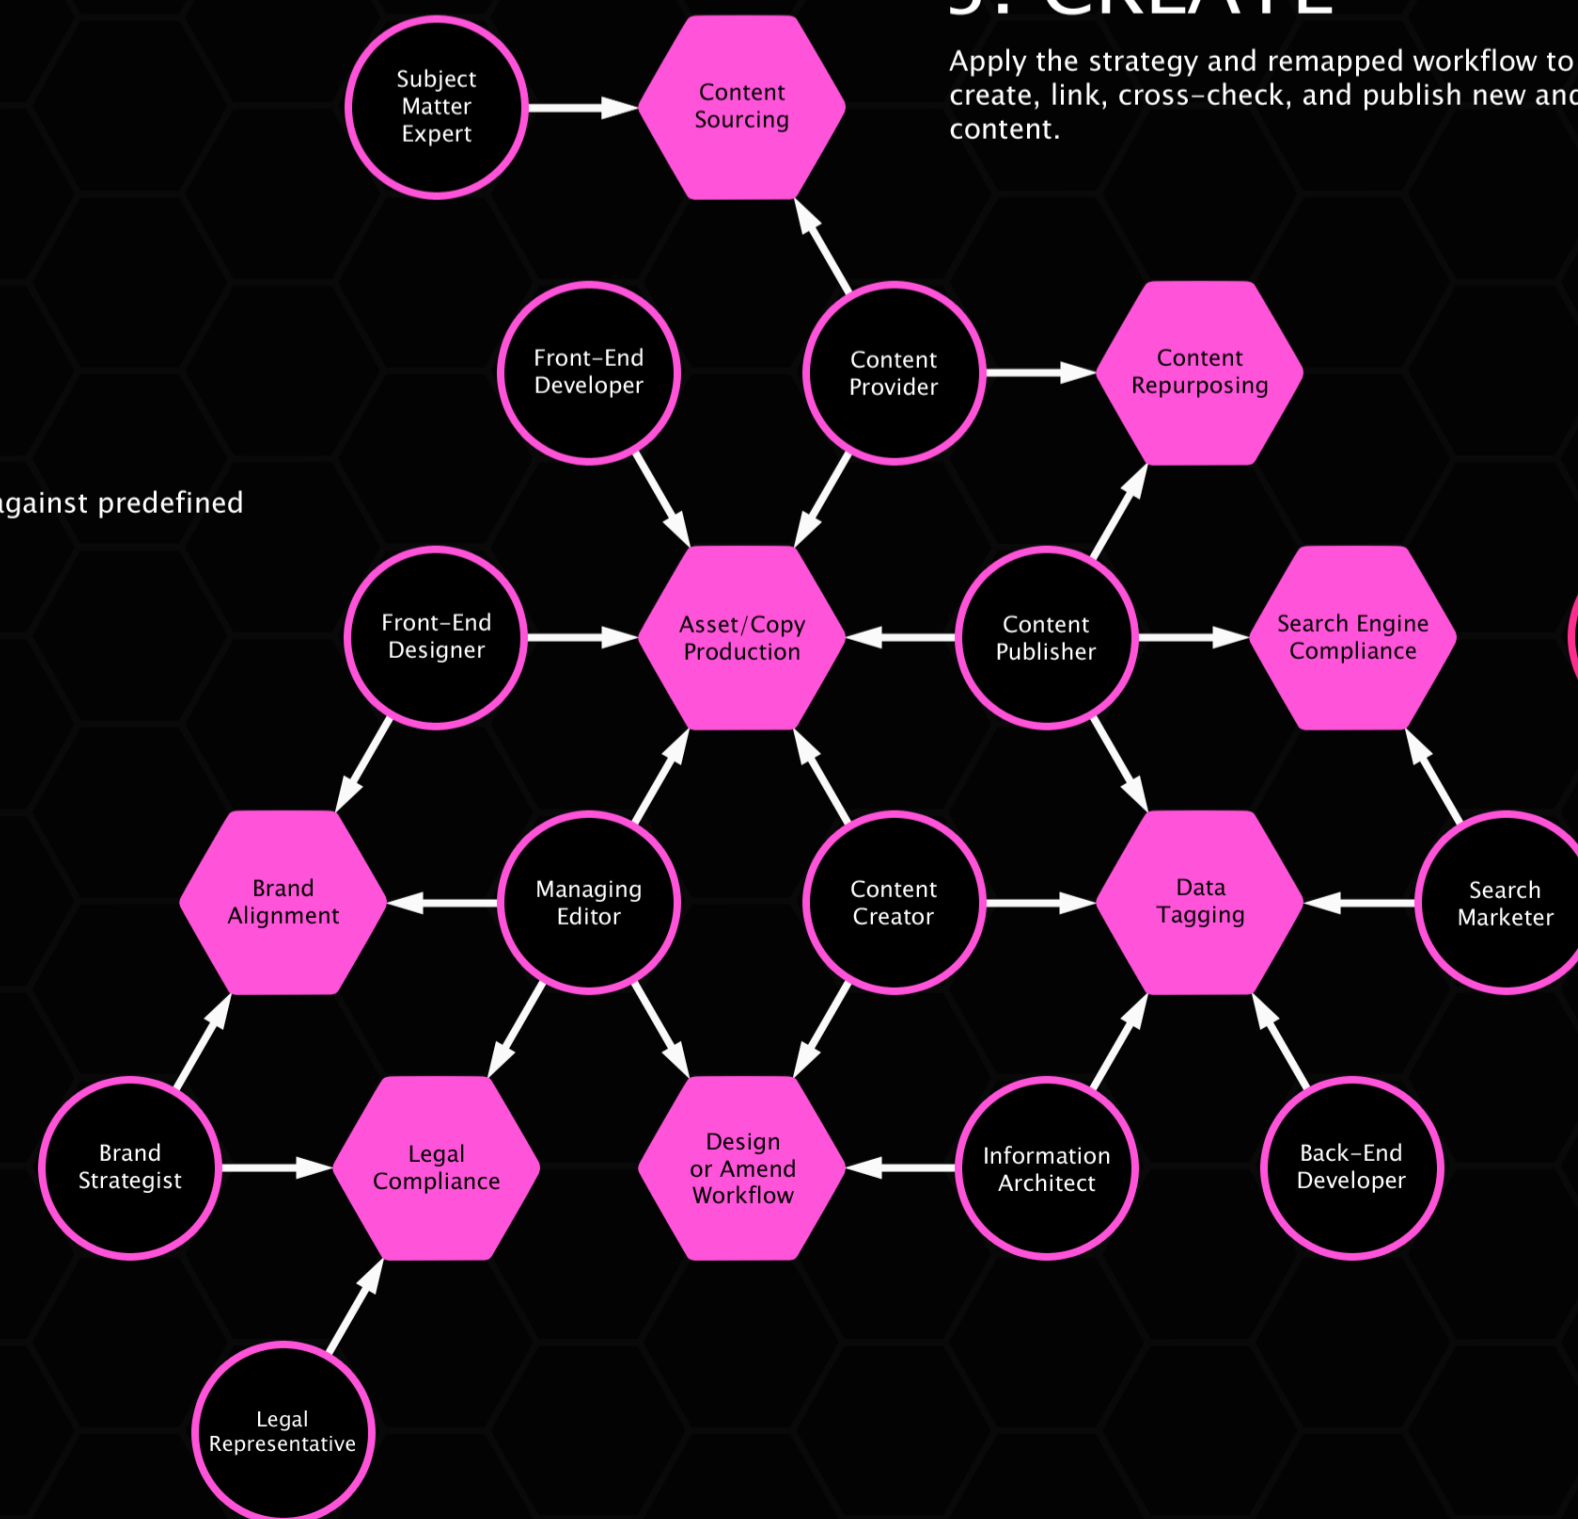 3. CREATE
Apply the strategy and remapped workflow to
create, link, cross-check, and publish new and
content.
Subject
Matter
Expert
Content
Sourcing
Front-End
Developer
Content
Provider
Content
Repurposing
against predefined
Front-End
Designer
Asset/Copy
Production
Content
Publisher
Search Engine
Compliance
Brand
Alignment
Managing
Editor
Content
Creator
Data
Tagging
Search
Marketer
Brand
Strategist
Legal
Compliance
Design
or Amend
Workflow
Information
Architect
Back-End
Developer
Legal
Representative